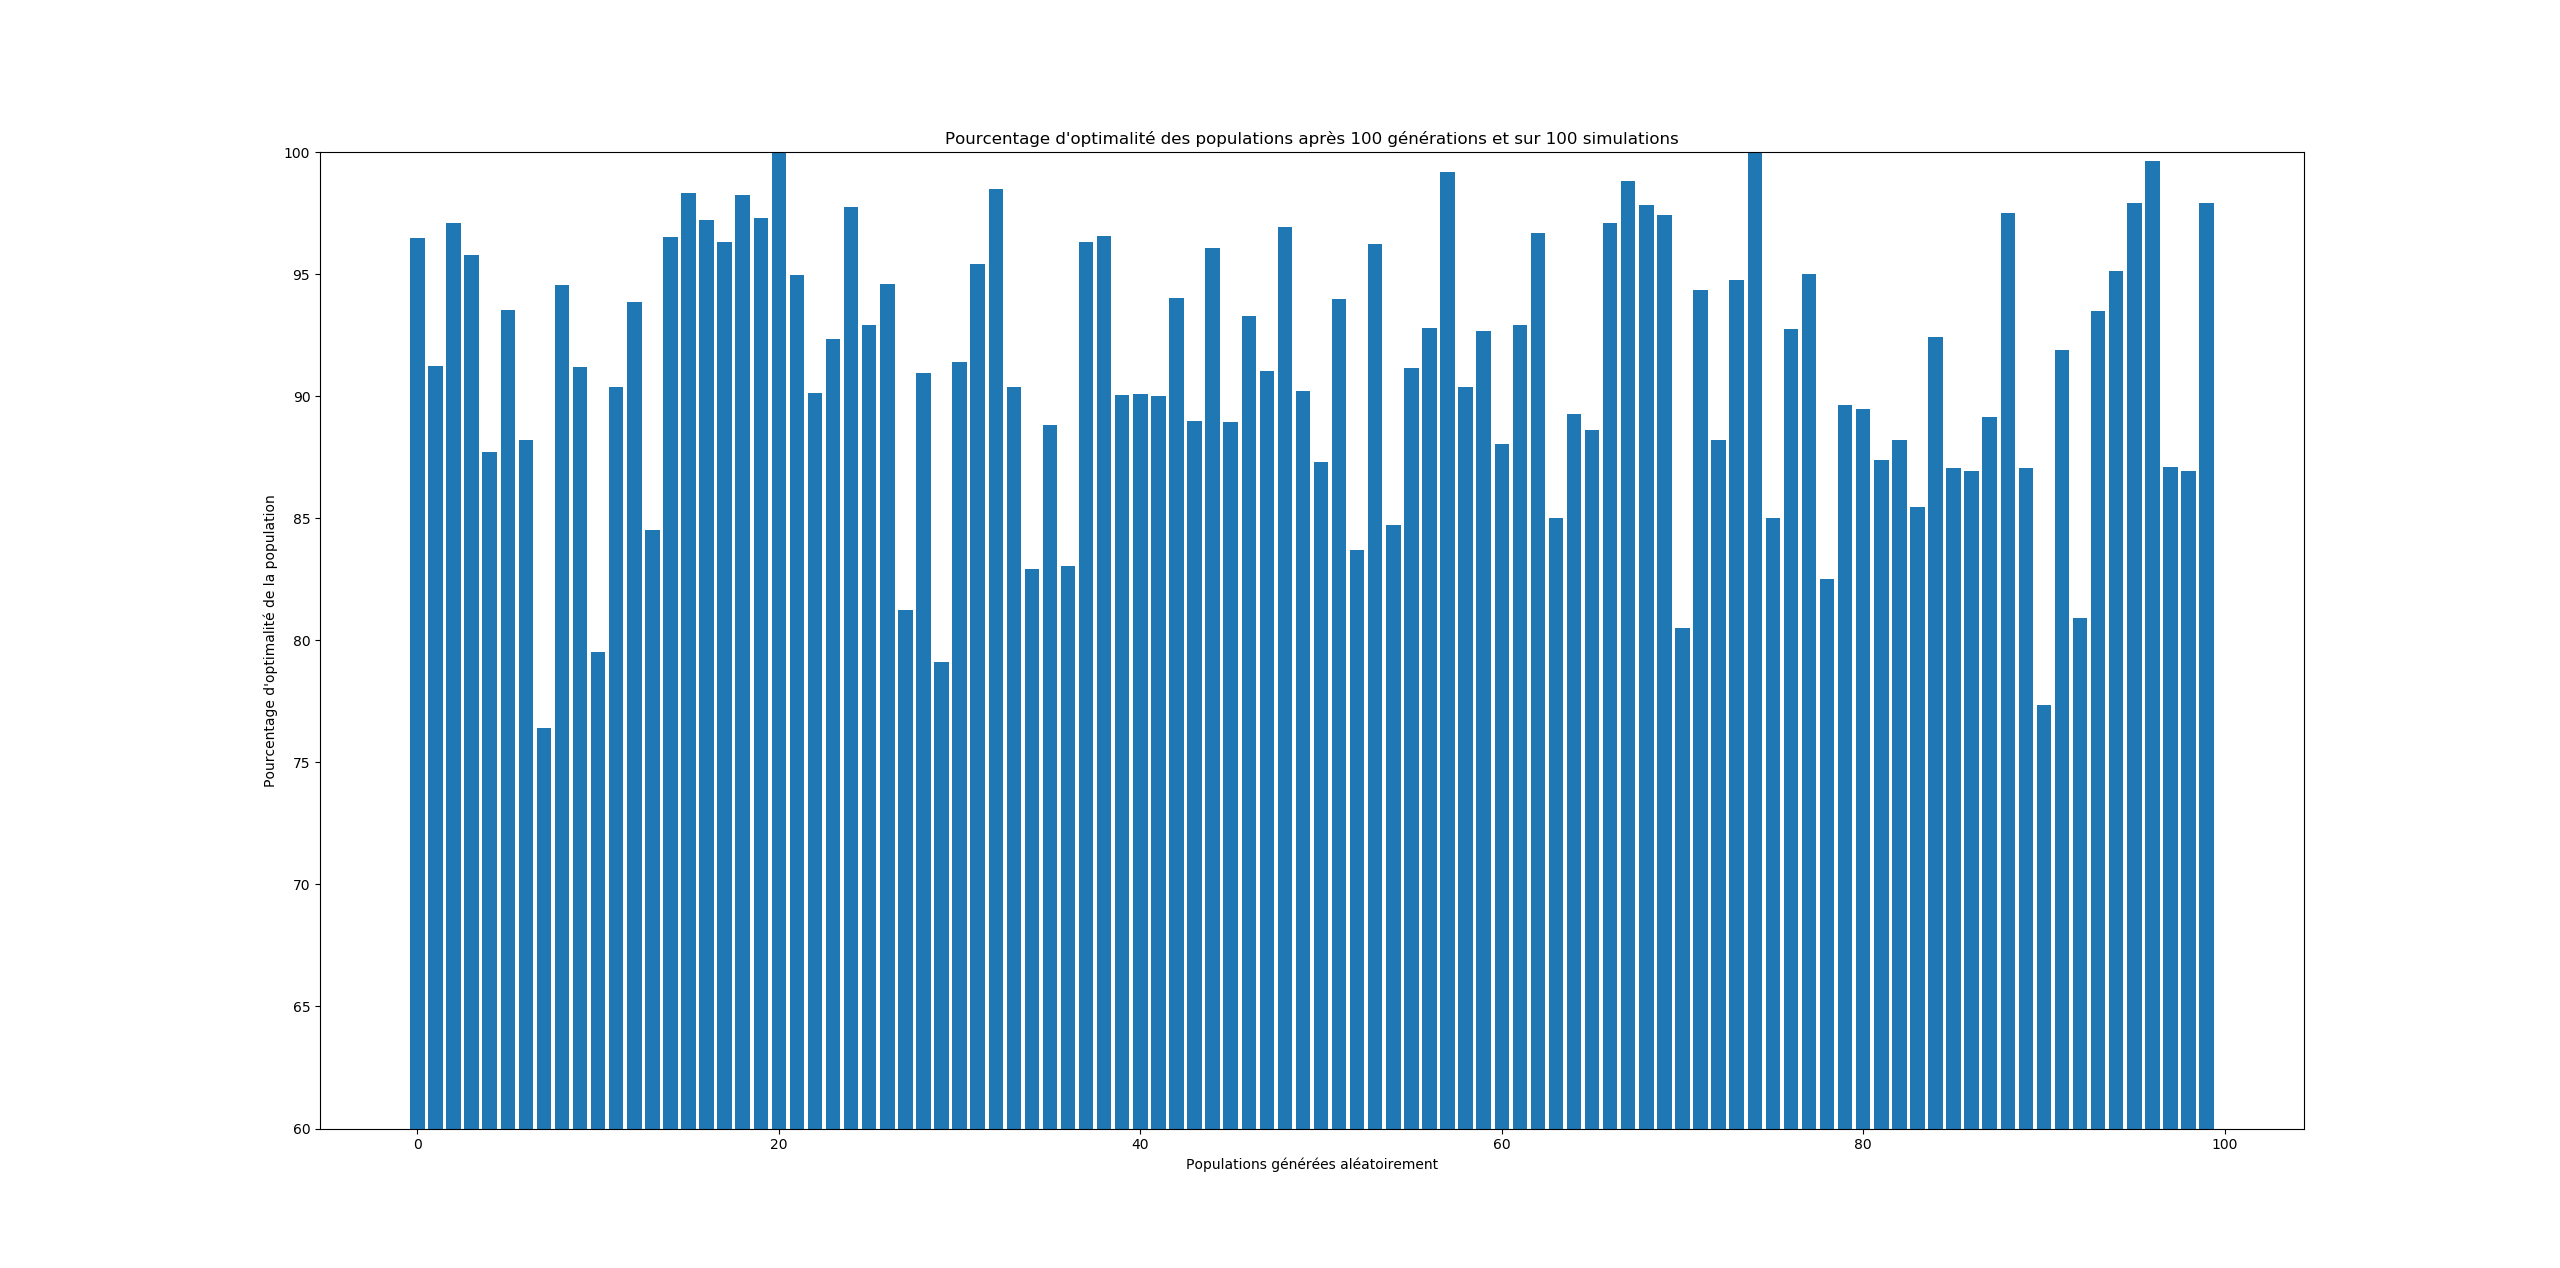 Pourcentage d'optimalité des populations après 100 générations et sur 100 simulations
100
95
90
85
80
75
70
65
60
Pourcentage d'optimalité de la population
0 20 40 60 80 100
Populations générées aléatoirement